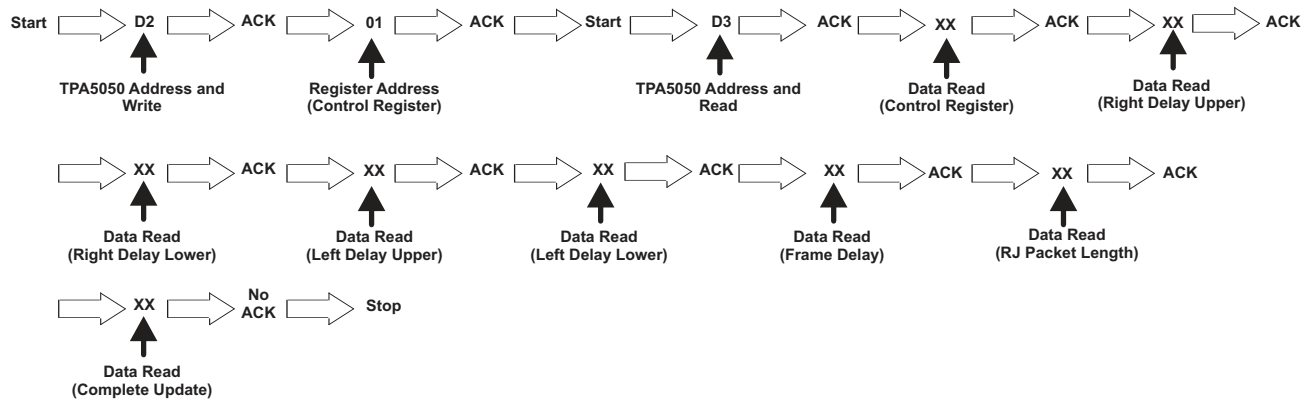 Start D2 ACK 01 ACK Start D3 ACK XX ACK XX ACK
TPA5050 Address and
Write
Register Address
(Control Register)
TPA5050 Address and
Read
Data Read
(Control Register)
Data Read
(Right Delay Upper)
XX ACK XX ACK XX ACK XX ACK XX ACK
Data Read
(Right Delay Lower)
Data Read
(Left Delay Upper)
Data Read
(Left Delay Lower)
Data Read
(Frame Delay)
Data Read
(RJ Packet Length)
XX No
ACK Stop
Data Read
(Complete Update)